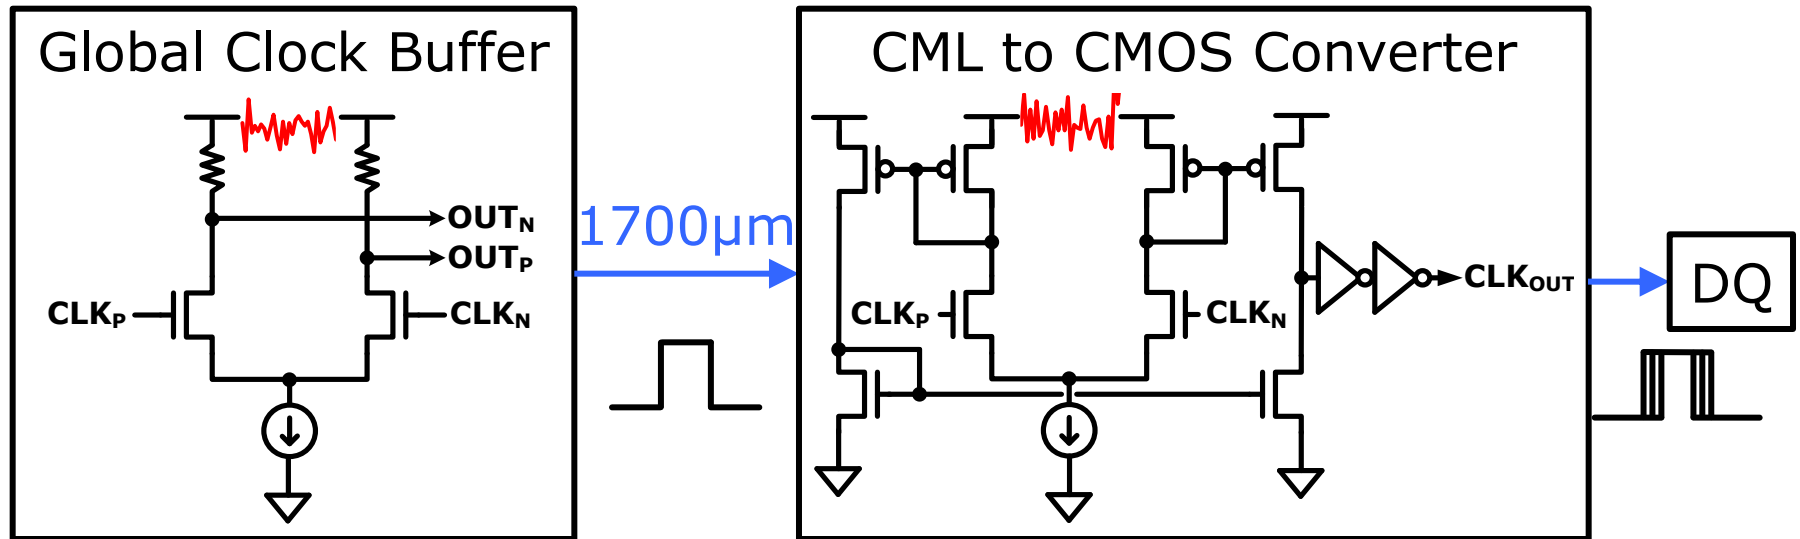 Global Clock Buffer
OUTN
OUTP
CLKP
CLKN
1700μm
CML to CMOS Converter
CLKP
CLKN
CLKOUT
DQ